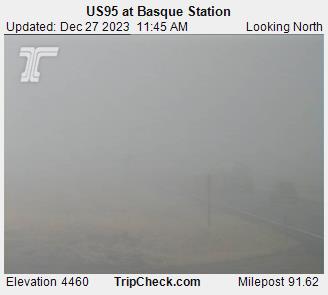 US95 at Basque Station
Updated: Dec 27 2023 11:45 AM Looking North
Elevation 4460 TripCheck.com Milepost 91.62